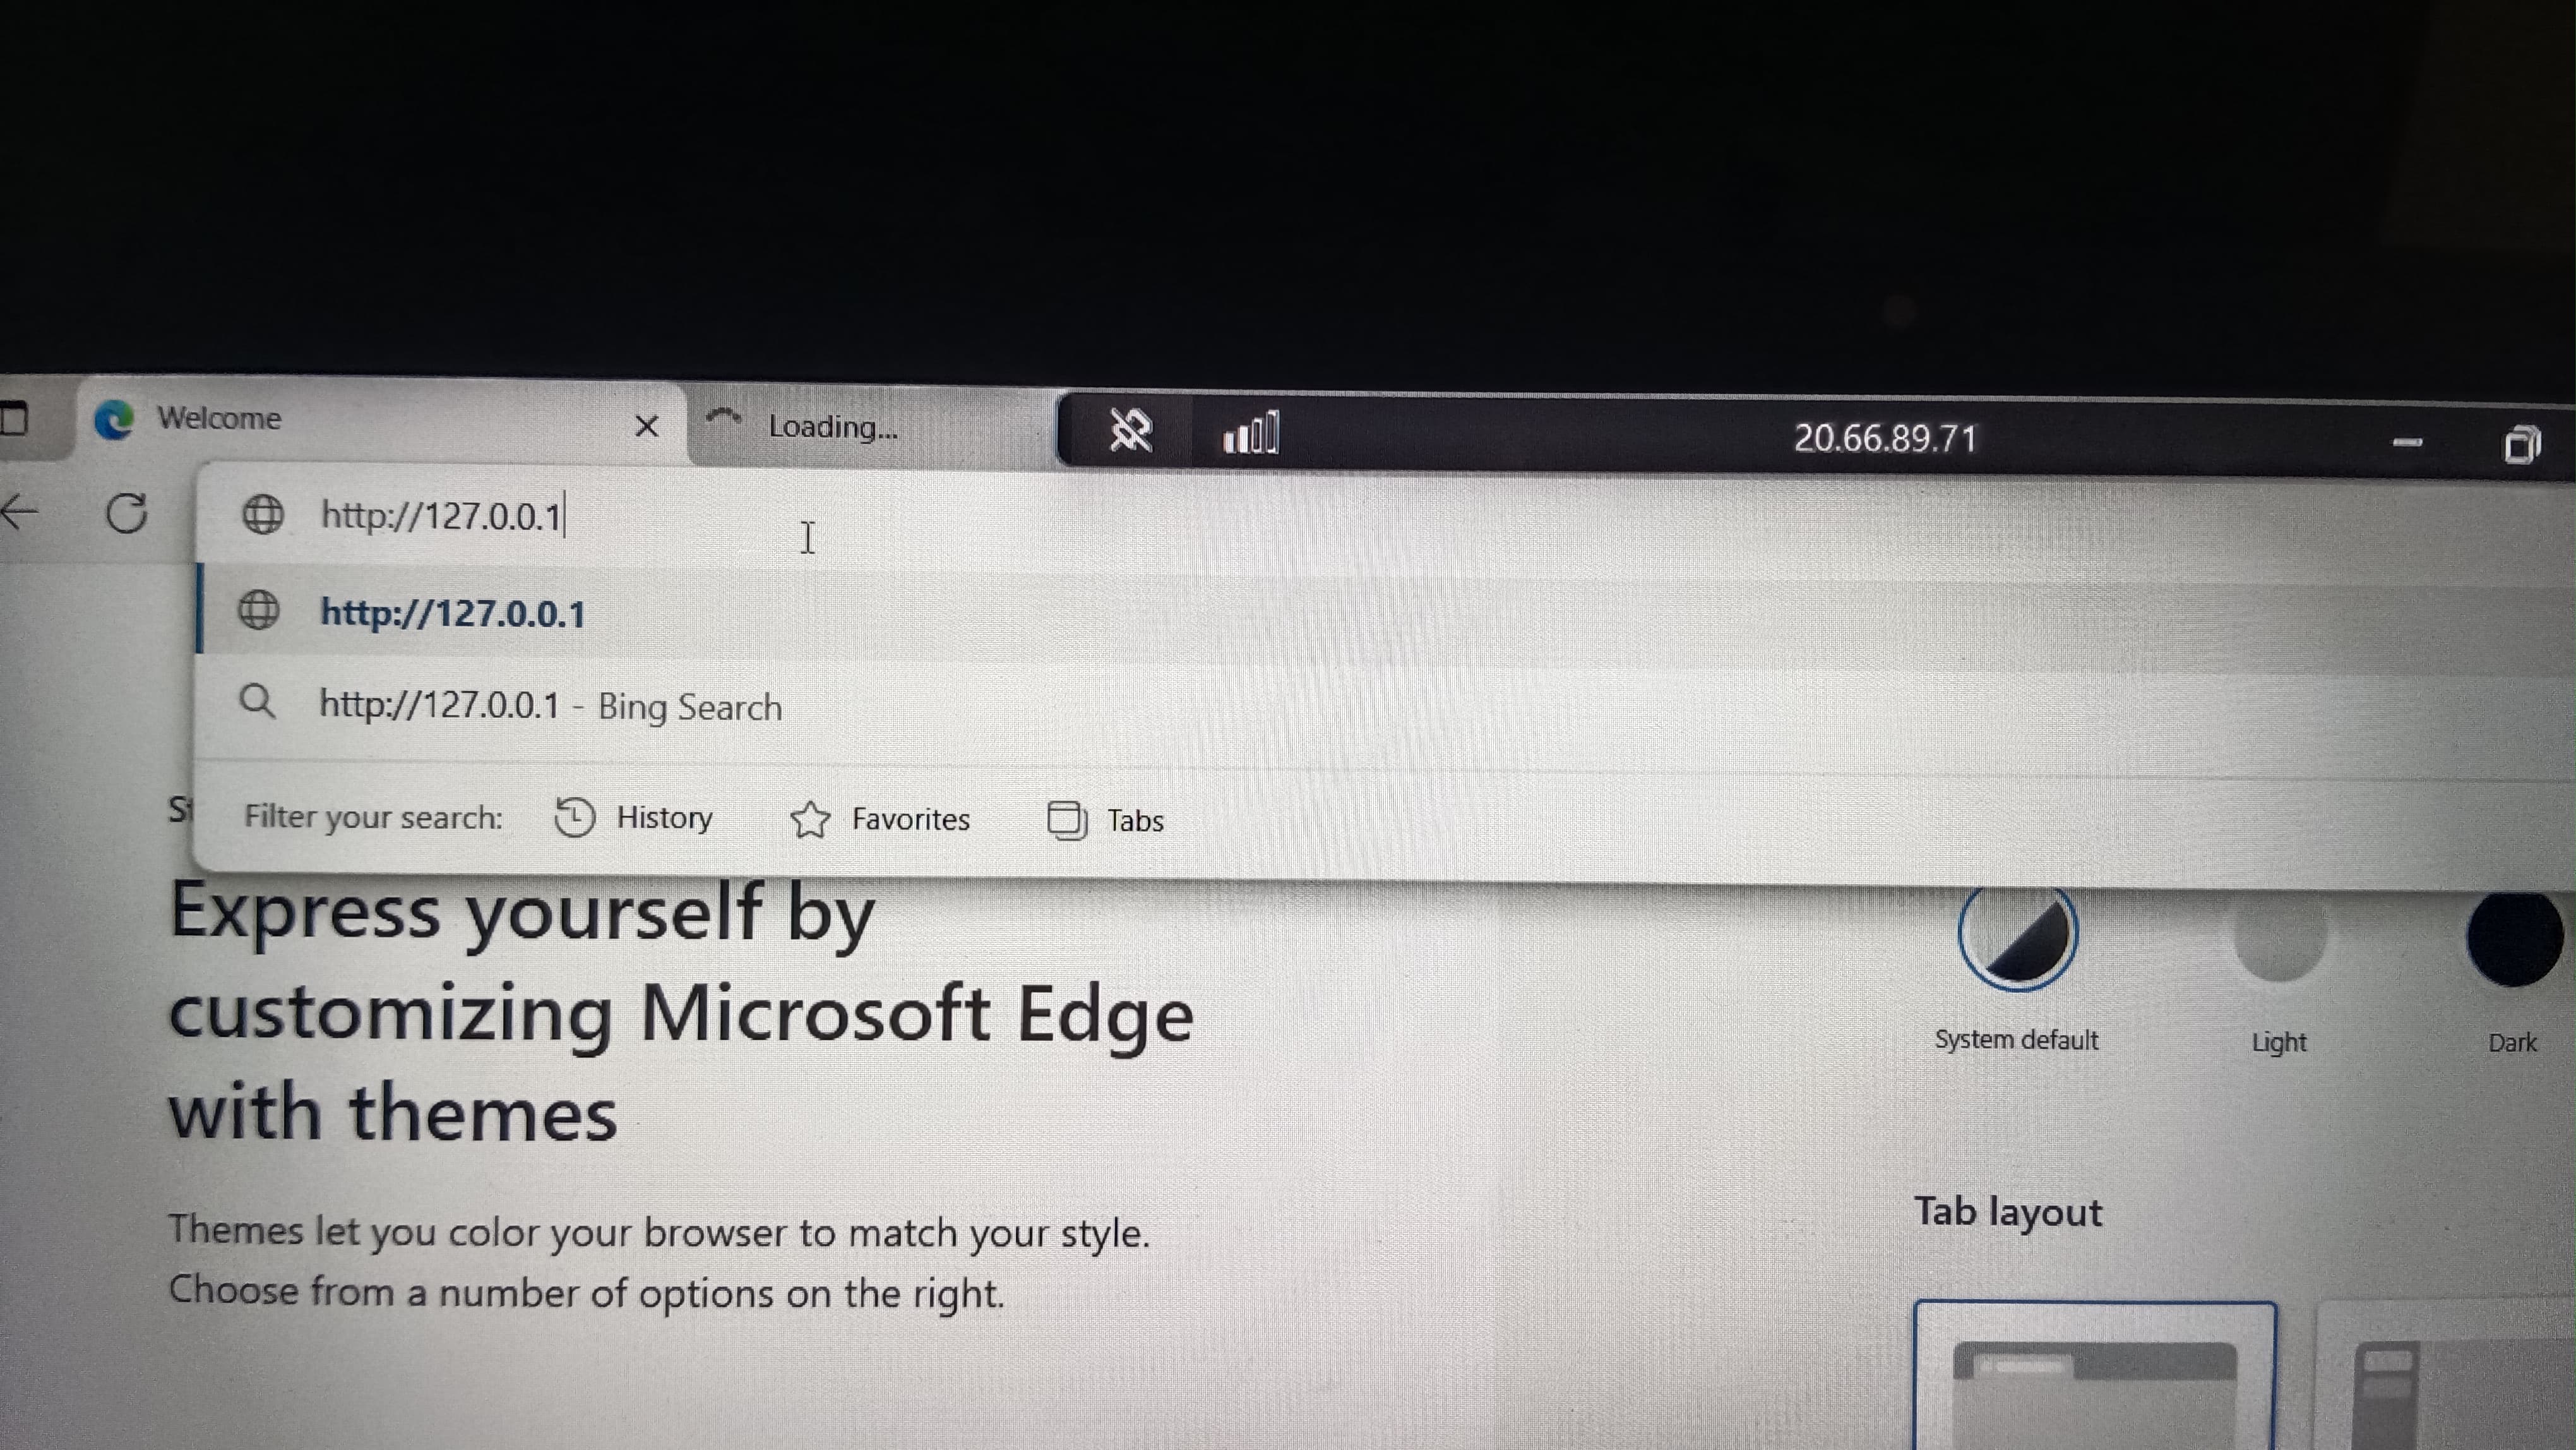 Welcome
Loading...
20.66.89.71
http://127.0.0.1
http://127.0.0.1
http://127.0.0.1 - Bing Search
Filter your search: History Favorites Tabs
Express yourself by
customizing Microsoft Edge
with themes
Themes let you color your browser to match your style.
Choose from a number of options on the right.
System default
Light
Dark
Tab layout